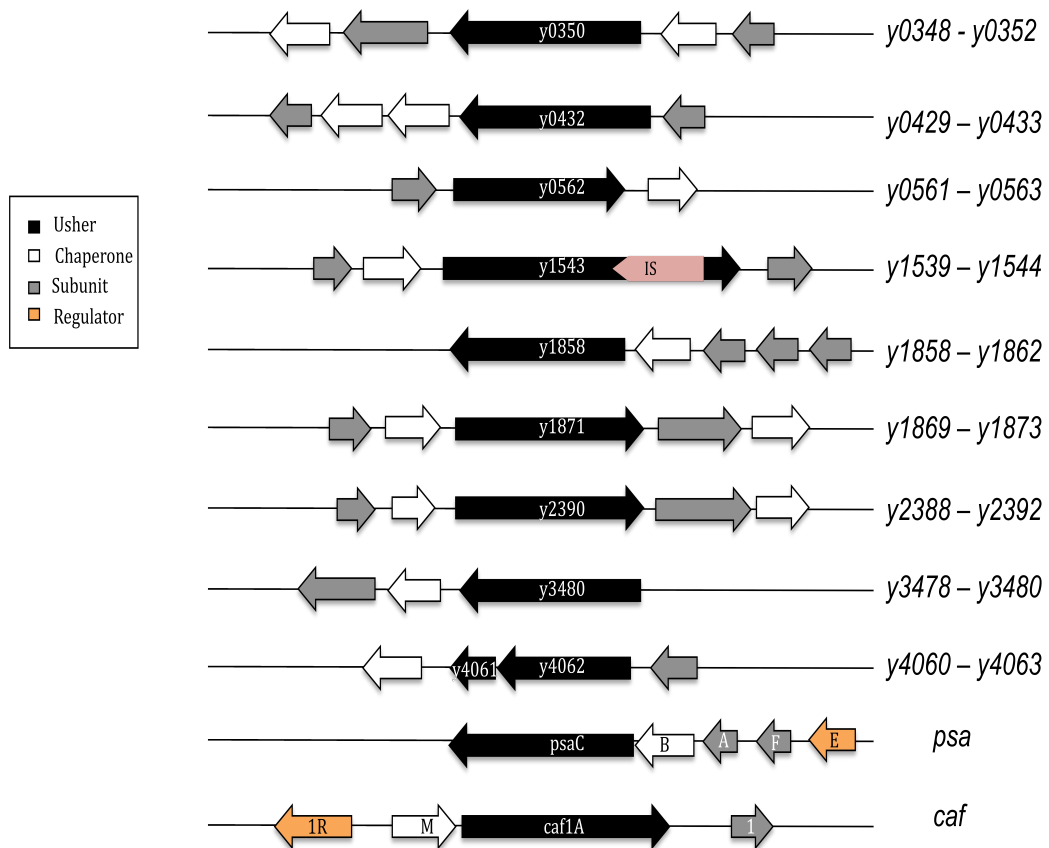 y0350
y0348 - y0352
y0432
y0429 – y0433
y0562
y0561 – y0563
Usher
Chaperone
Subunit
Regulator
y1543 IS
y1539 – y1544
y1858
y1858 – y1862
y1871
y1869 – y1873
y2390
y2388 – y2392
y3480
y3478 – y3480
y4061 y4062
y4060 – y4063
psaC B A F E
psa
1R M caf1A 1
caf